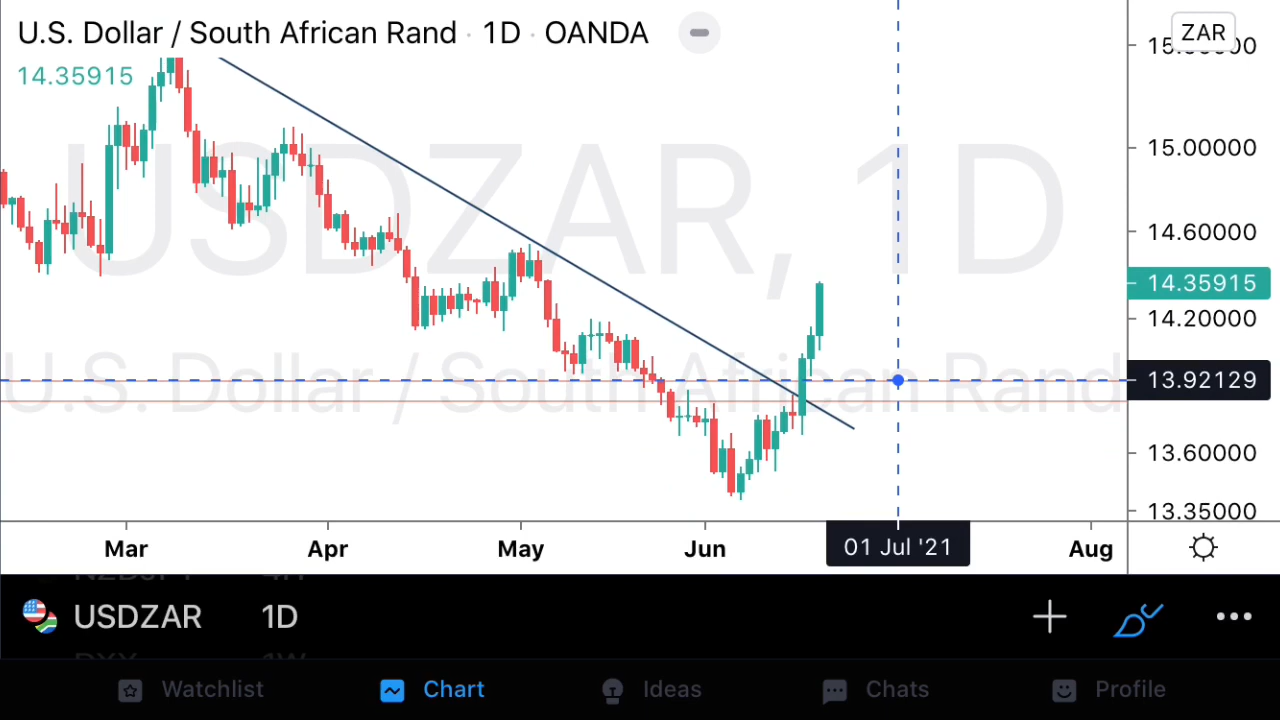 U.S. Dollar / South African Rand · 1D · OANDA
ZAR
14.35915
15.00000
14.60000
14.35915
14.20000
13.92129
13.60000
13.35000
USDZAR, 1D
U.S. Dollar / South African Rand
Mar Apr May Jun 01 Jul '21 Aug
USDZAR 1D
Watchlist Chart Ideas Chats Profile